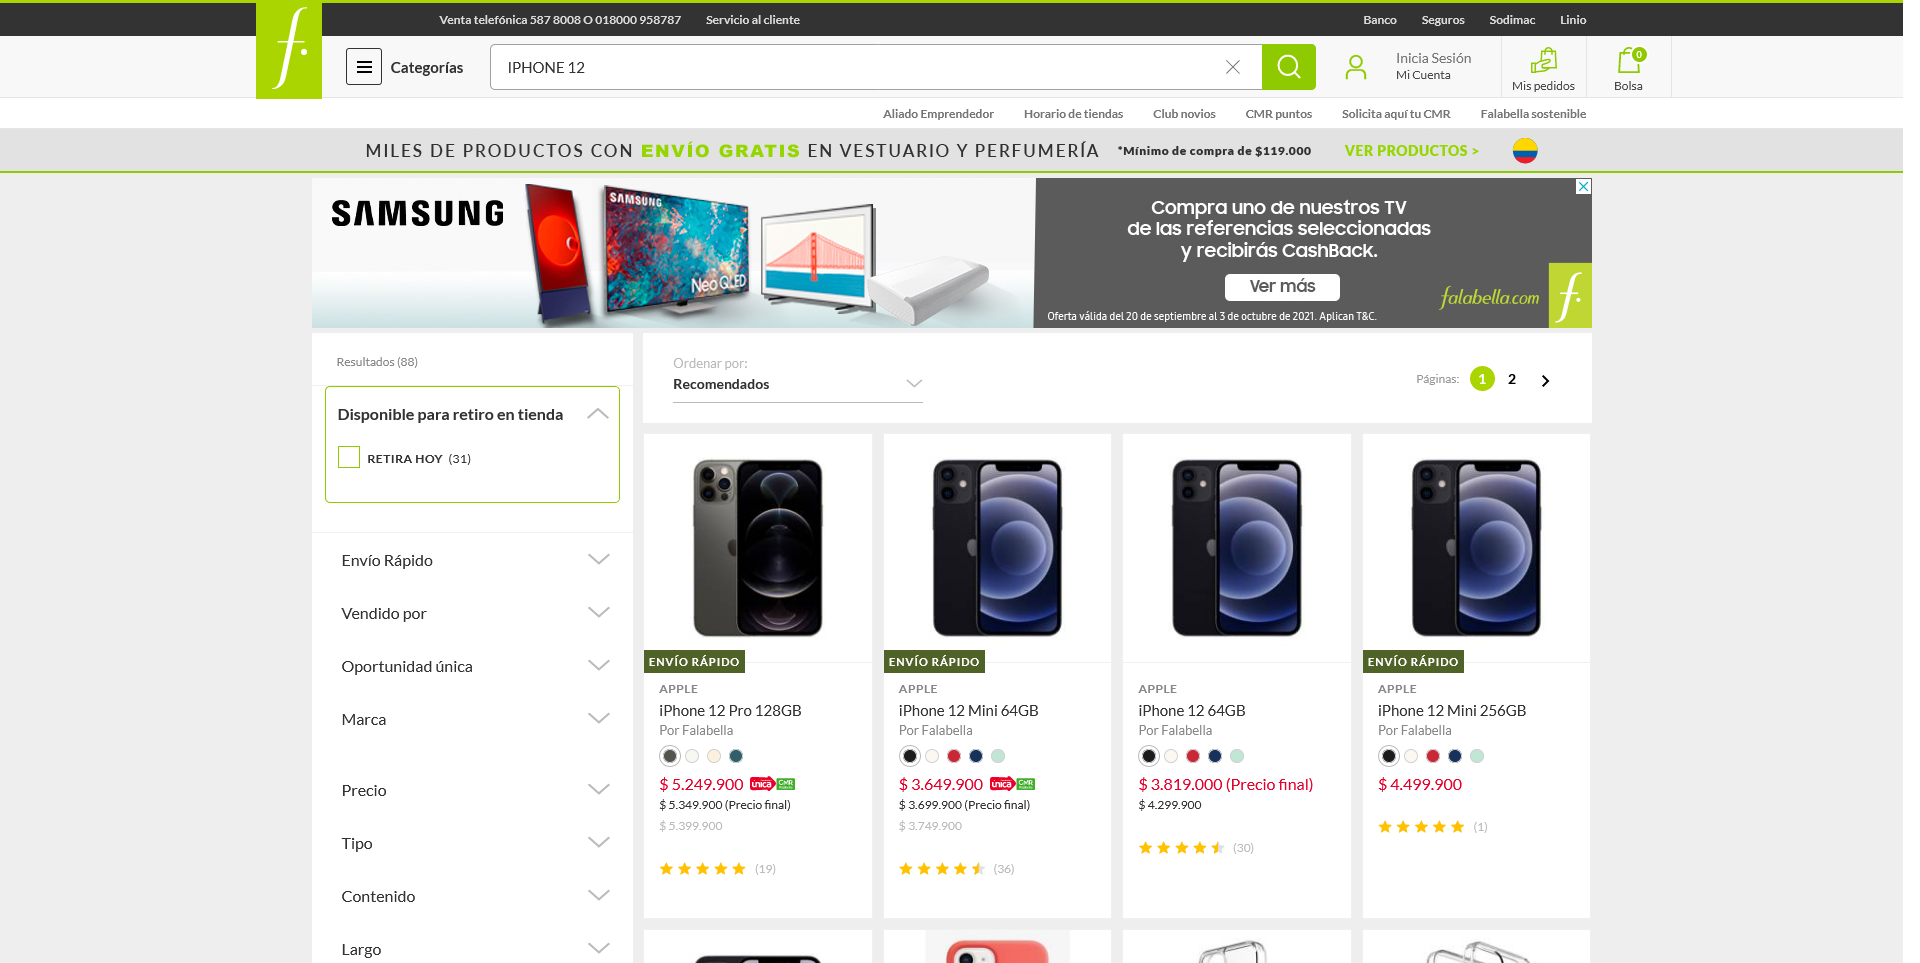 Venta telefónica 587 8008 O 018000 958787 Servicio al cliente Banco Seguros Sodimac Linio
f.
Categorías IPHONE 12 Inicia Sesión
Mi Cuenta
Mis pedidos
0
Bolsa
Aliado Emprendedor Horario de tiendas Club novios CMR puntos Solicita aquí tu CMR Falabella sostenible
MILES DE PRODUCTOS CON ENVÍO GRATIS EN VESTUARIO Y PERFUMERÍA *Mínimo de compra de $119.000 VER PRODUCTOS >
SAMSUNG
SAMSUNG
Neo QLED
Compra uno de nuestros TV
de las referencias seleccionadas
y recibirás CashBack.
Ver más
falabella.com f.
Oferta válida del 20 de septiembre al 3 de octubre de 2021. Aplican T&C.
Resultados (88)
Disponible para retiro en tienda
RETIRA HOY (31)
Envío Rápido
Vendido por
Oportunidad única
Marca
Precio
Tipo
Contenido
Largo
Ordenar por:
Recomendados
Páginas: 1 2
ENVÍO RÁPIDO
APPLE
iPhone 12 Pro 128GB
Por Falabella
$ 5.249.900 única CMR
$ 5.349.900 (Precio final)
$ 5.399.900
(19)
ENVÍO RÁPIDO
APPLE
iPhone 12 Mini 64GB
Por Falabella
$ 3.649.900 única CMR
$ 3.699.900 (Precio final)
$ 3.749.900
(36)
APPLE
iPhone 12 64GB
Por Falabella
$ 3.819.000 (Precio final)
$ 4.299.900
(30)
ENVÍO RÁPIDO
APPLE
iPhone 12 Mini 256GB
Por Falabella
$ 4.499.900
(1)